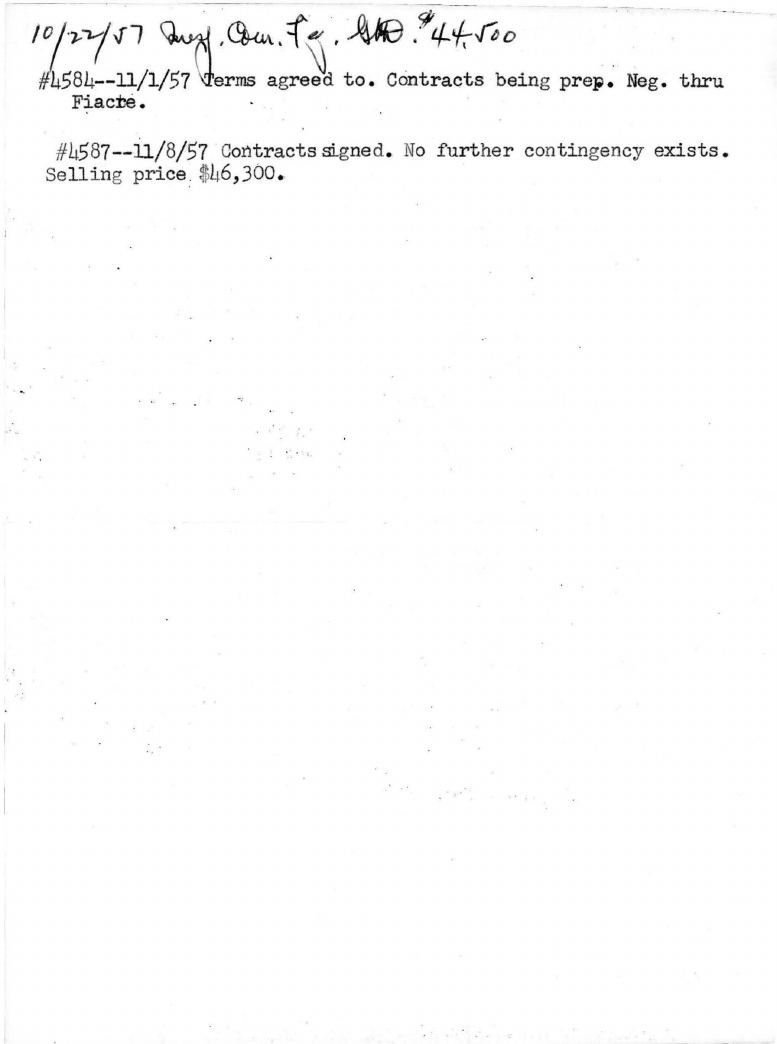 10/22/57 $44,500
#4584--11/1/57 Terms agreed to. Contracts being prep. Neg. thru
Fiacre.
#4587--11/8/57 Contracts signed. No further contingency exists.
Selling price $46,300.